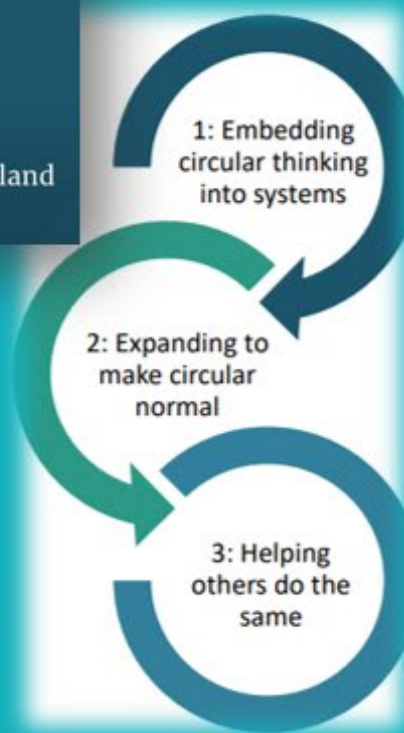 land
1: Embedding
circular thinking
into systems
2: Expanding to
make circular
normal
3: Helping
others do the
same